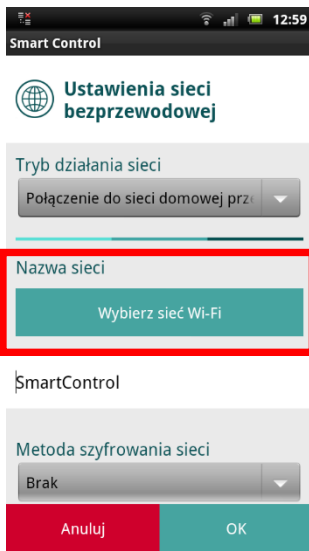 12:59
Smart Control
Ustawienia sieci
bezprzewodowej
Tryb działania sieci
Połączenie do sieci domowej prze
Nazwa sieci
Wybierz sieć Wi-Fi
SmartControl
Metoda szyfrowania sieci
Brak
Anuluj
OK